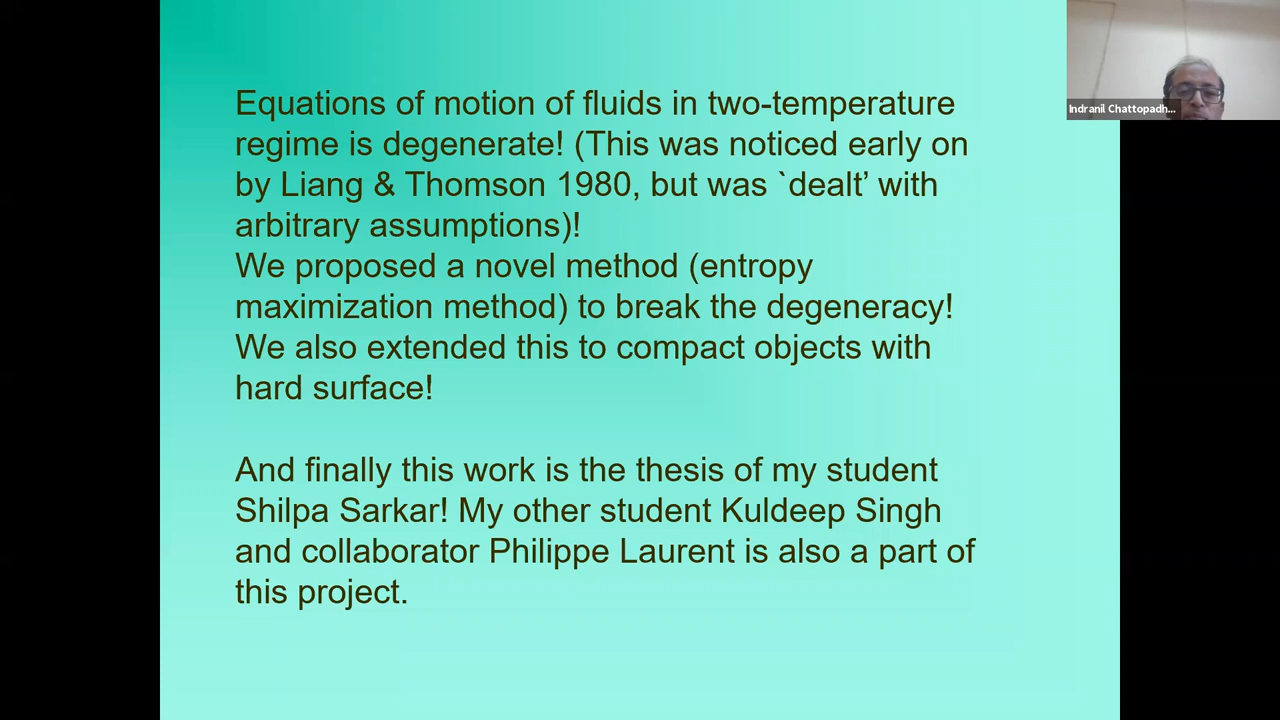 Equations of motion of fluids in two-temperature
regime is degenerate! (This was noticed early on
by Liang & Thomson 1980, but was `dealt’ with
arbitrary assumptions)!
We proposed a novel method (entropy
maximization method) to break the degeneracy!
We also extended this to compact objects with
hard surface!
And finally this work is the thesis of my student
Shilpa Sarkar! My other student Kuldeep Singh
and collaborator Philippe Laurent is also a part of
this project.
Indranil Chattopadh...